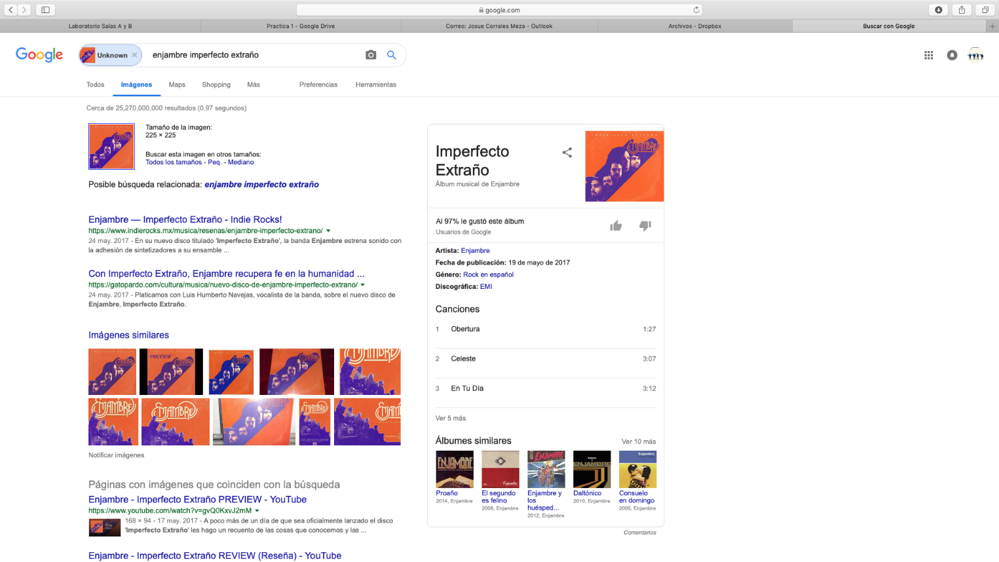 google.com
Laboratorio Salas A y B
Practica 1 - Google Drive
Correo: Josue Corrales Meza - Outlook
Archivos - Dropbox
Buscar con Google
Google
Unknown
enjambre imperfecto extraño
Todos
Imágenes
Maps
Shopping
Más
Preferencias
Herramientas
Cerca de 25,270,000,000 resultados (0.97 segundos)
Tamaño de la imagen:
225 × 225
Buscar esta imagen en otros tamaños:
Todos los tamaños - Peq. - Mediano
Posible búsqueda relacionada: enjambre imperfecto extraño
Enjambre — Imperfecto Extraño - Indie Rocks!
https://www.indierocks.mx/musica/resenas/enjambre-imperfecto-extrano/
24 may. 2017 - En su nuevo disco titulado 'Imperfecto Extraño', la banda Enjambre estrena sonido con
la adhesión de sintetizadores a su ensamble ...
Con Imperfecto Extraño, Enjambre recupera fe en la humanidad ...
https://gatopardo.com/cultura/musica/nuevo-disco-de-enjambre-imperfecto-extrano/
24 may. 2017 - Platicamos con Luis Humberto Navejas, vocalista de la banda, sobre el nuevo disco de
Enjambre, Imperfecto Extraño.
Imágenes similares
PREVIEW
ENJAMBRE
ENJAMBRE
ENJAMBRE
ENJAMBRE
Notificar imágenes
Páginas con imágenes que coinciden con la búsqueda
Enjambre - Imperfecto Extraño PREVIEW - YouTube
https://www.youtube.com/watch?v=gvQ0KxvJ2mM
168 × 94 - 17 may. 2017 - A poco más de un día de que sea oficialmente lanzado el disco
'Imperfecto Extraño' les hago un recuento de las cosas que conocemos y las ...
Enjambre - Imperfecto Extraño REVIEW (Reseña) - YouTube
Imperfecto
Extraño
Álbum musical de Enjambre
IMPERFECTO EXTRAÑO
ENJAMBRE
Al 97% le gustó este álbum
Usuarios de Google
Artista: Enjambre
Fecha de publicación: 19 de mayo de 2017
Género: Rock en español
Discográfica: EMI
Canciones
1 Obertura 1:27
2 Celeste 3:07
3 En Tu Día 3:12
Ver 5 más
Álbumes similares
Ver 10 más
ENJAMBRE
Enjambre
ENJAMBRE
ENJAMBRE
Enjambre
Proaño
2014, Enjambre
El segundo
es felino
2008, Enjambre
Enjambre y
los
huésped...
2012, Enjambre
Daltónico
2010, Enjambre
Consuelo
en domingo
2005, Enjambre
Comentarios